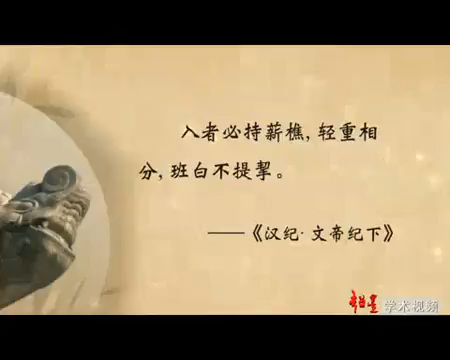 入者必持薪樵，轻重相
分，班白不提挈。
——《汉纪·文帝纪下》
学术视频